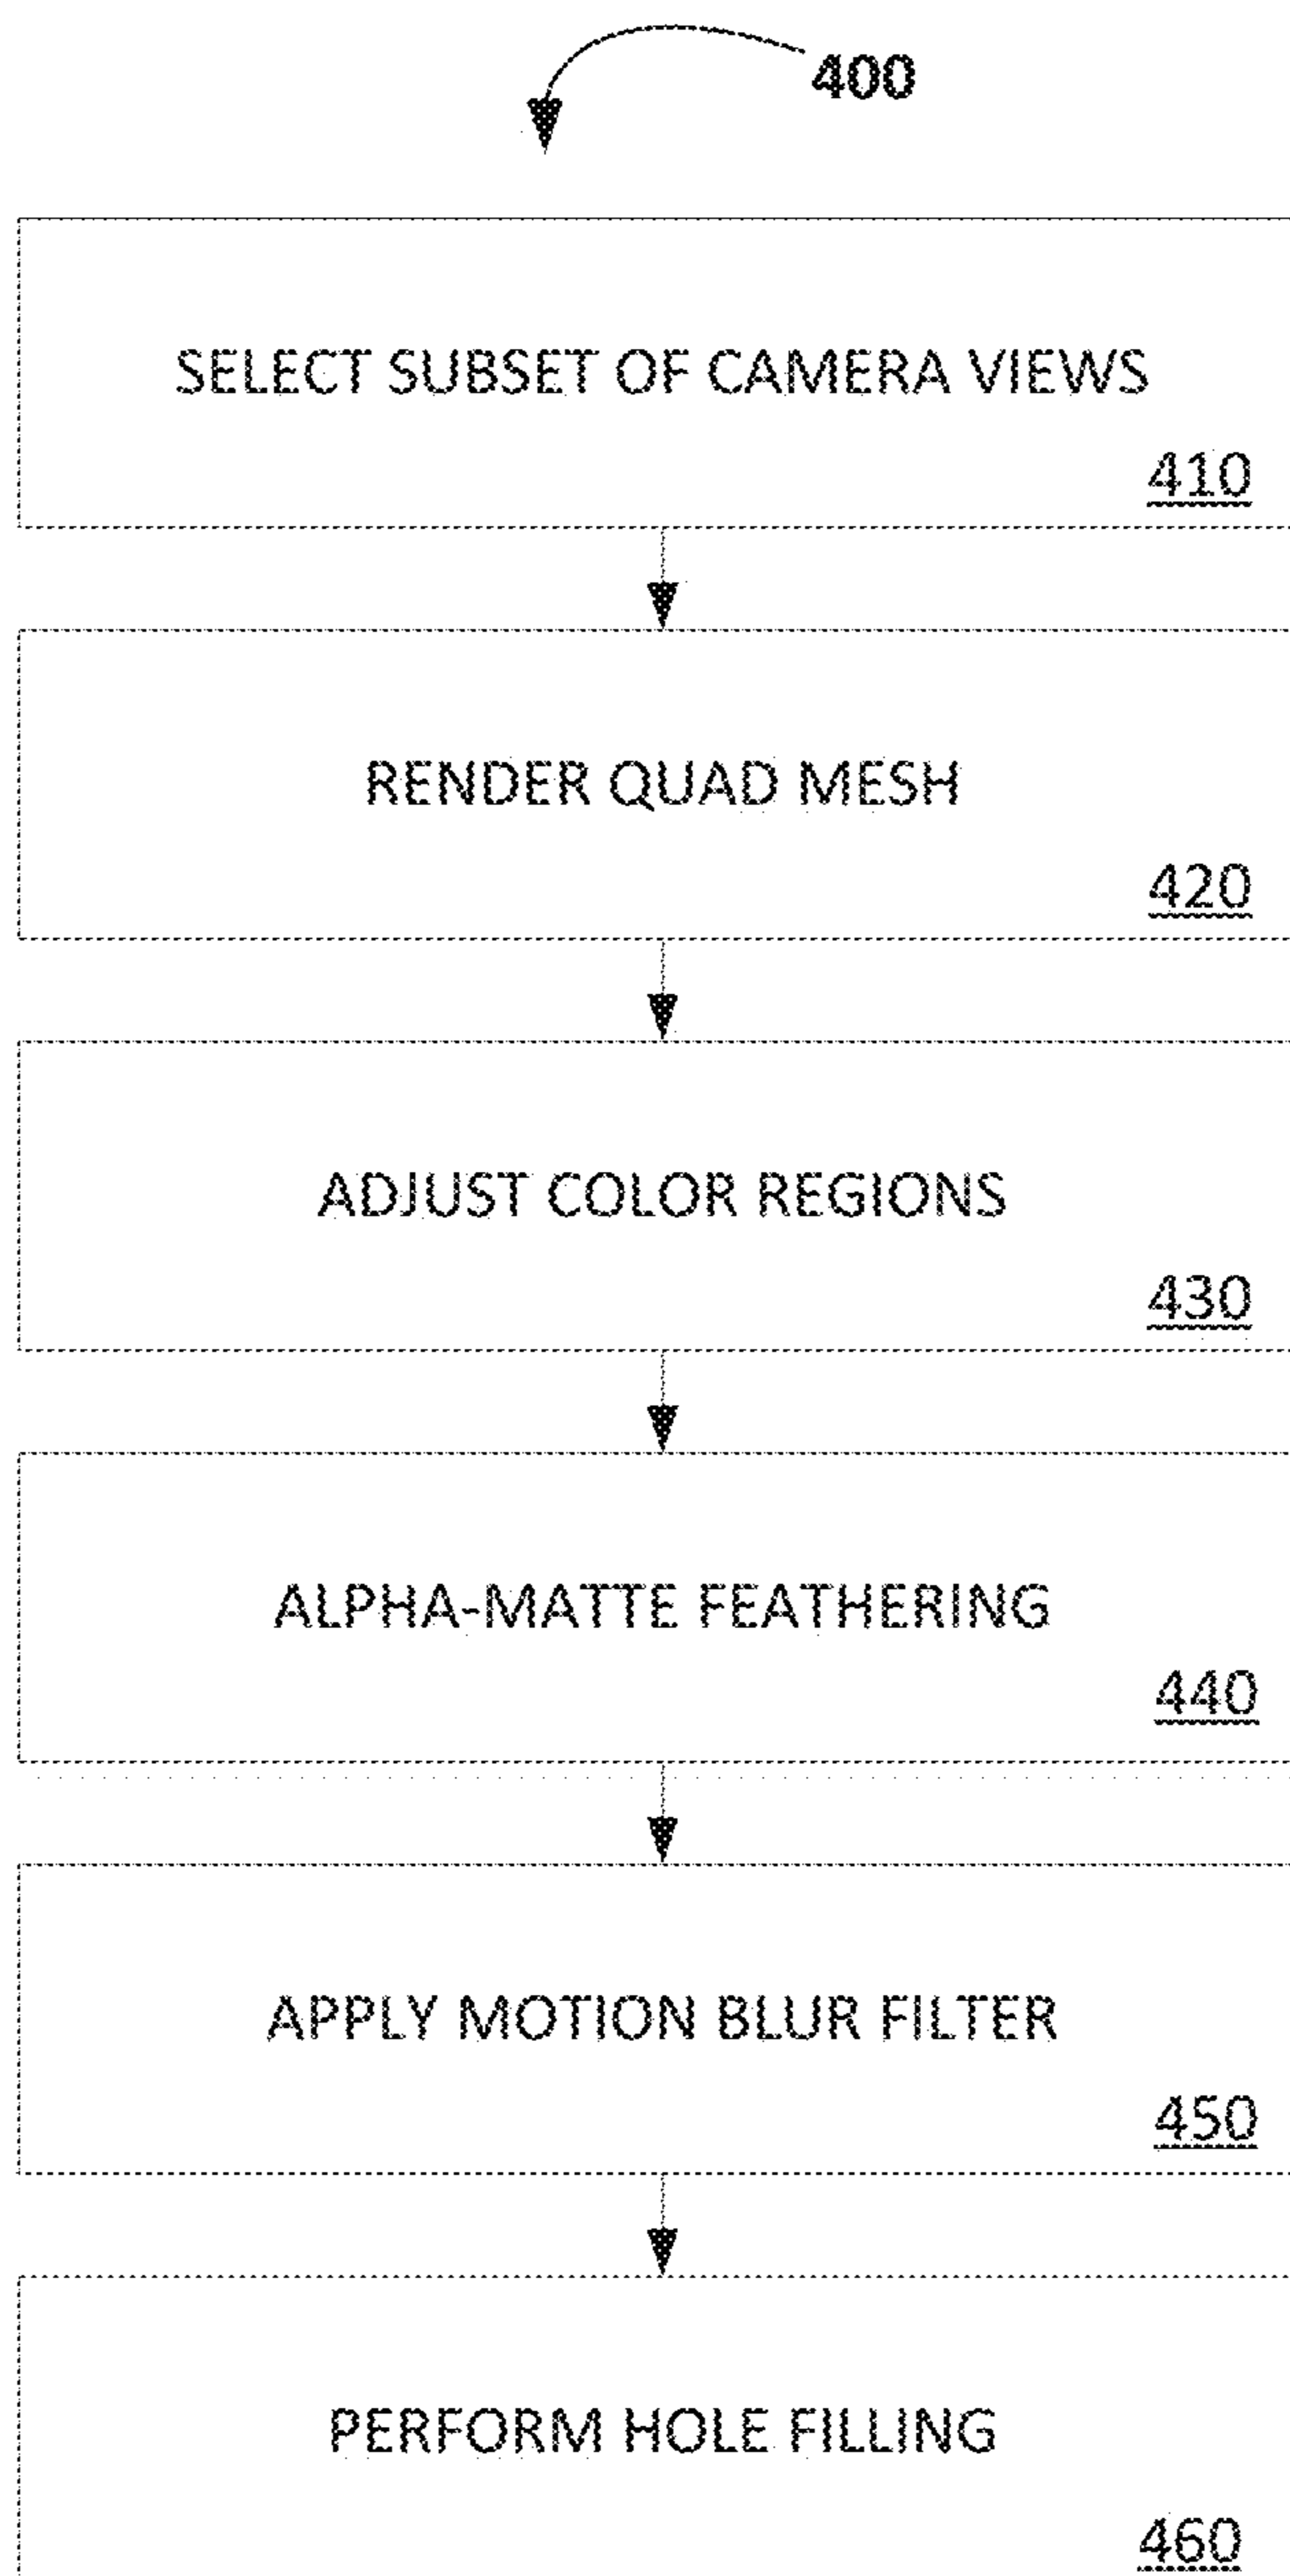 400
SELECT SUBSET OF CAMERA VIEWS
410
RENDER QUAD MESH
420
ADJUST COLOR REGIONS
430
ALPHA-MATTE FEATHERING
440
APPLY MOTION BLUR FILTER
450
PERFORM HOLE FILLING
460